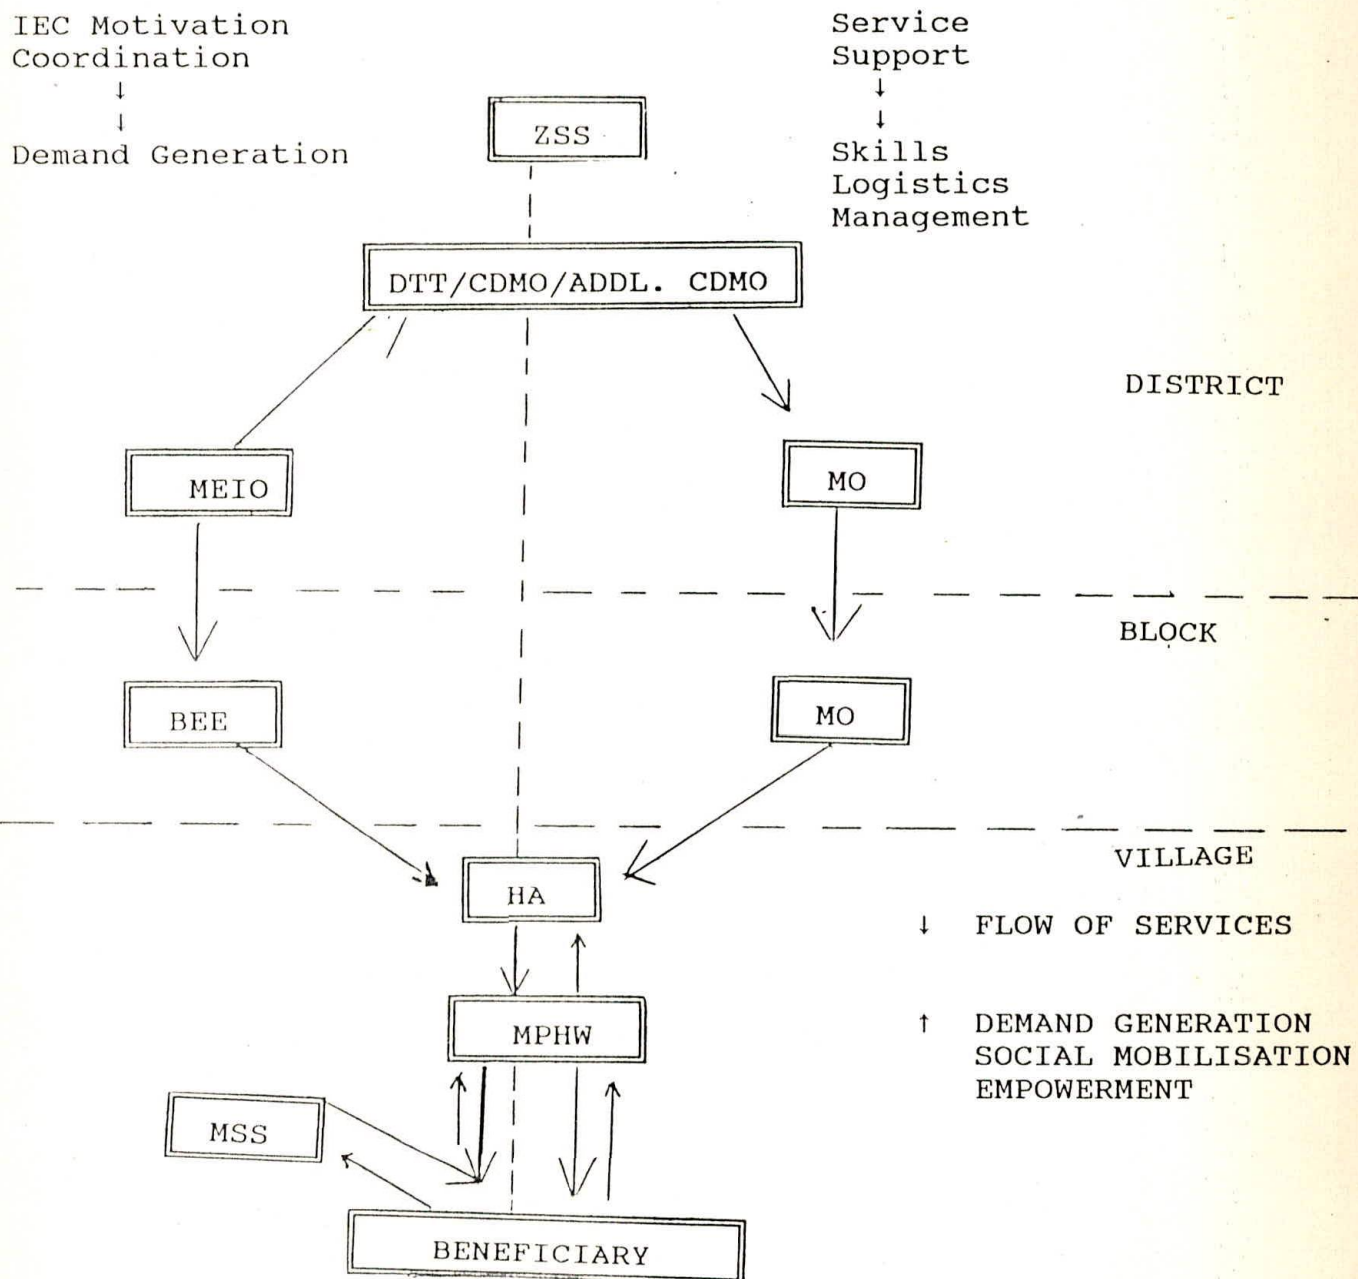 IEC Motivation
Coordination
↓
↓
Demand Generation
Service
Support
↓
↓
Skills
Logistics
Management
ZSS
DTT/CDMO/ADDL. CDMO
DISTRICT
MEIO
MO
BLOCK
BEE
MO
VILLAGE
HA
↓ FLOW OF SERVICES
MPHW
↑ DEMAND GENERATION
SOCIAL MOBILISATION
EMPOWERMENT
MSS
BENEFICIARY